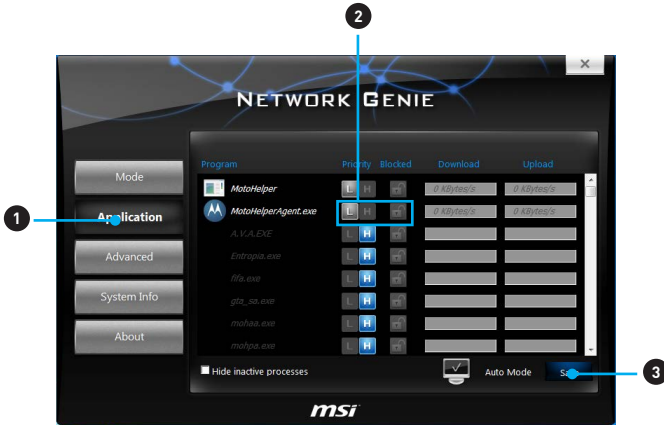 2
×
NETWORK GENIE
Program Priority Blocked Download Upload
Mode
MotoHelper L H 0 KBytes/s 0 KBytes/s
MotoHelperAgent.exe L H 0 KBytes/s 0 KBytes/s
1
Application
A.V.A.EXE L H
Advanced
Entropia.exe L H
fifa.exe L H
System Info
gta_sa.exe L H
mohaa.exe L H
About
mohpa.exe L H
Hide inactive processes Auto Mode
3
msi